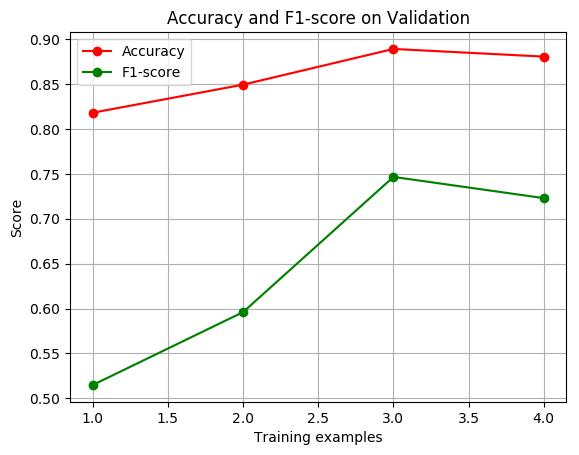 Accuracy and F1-score on Validation
Accuracy
F1-score
0.90
0.85
0.80
0.75
0.70
0.65
0.60
0.55
0.50
Score
1.0 1.5 2.0 2.5 3.0 3.5 4.0
Training examples